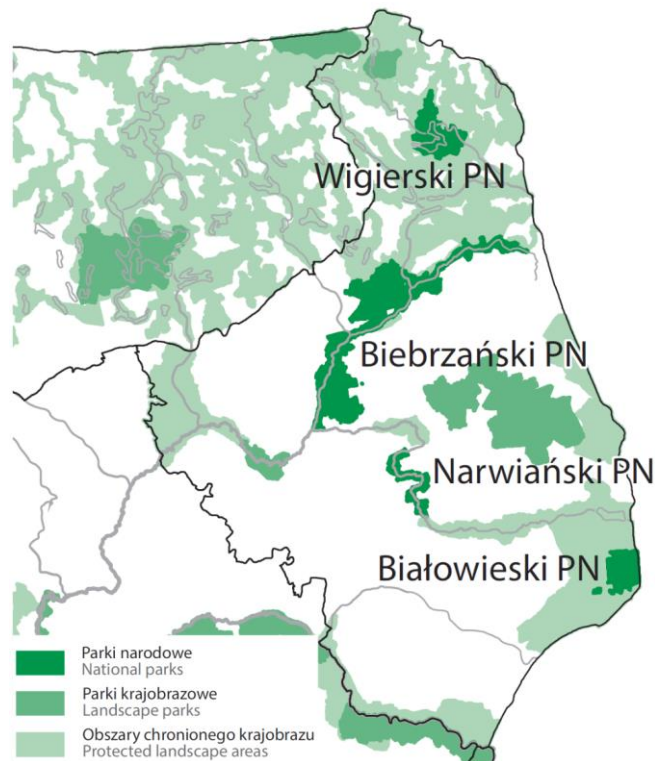 Wigierski PN
Biebrzański PN
Narwiański PN
Białowieski PN
Parki narodowe
National parks
Parki krajobrazowe
Landscape parks
Obszary chronionego krajobrazu
Protected landscape areas